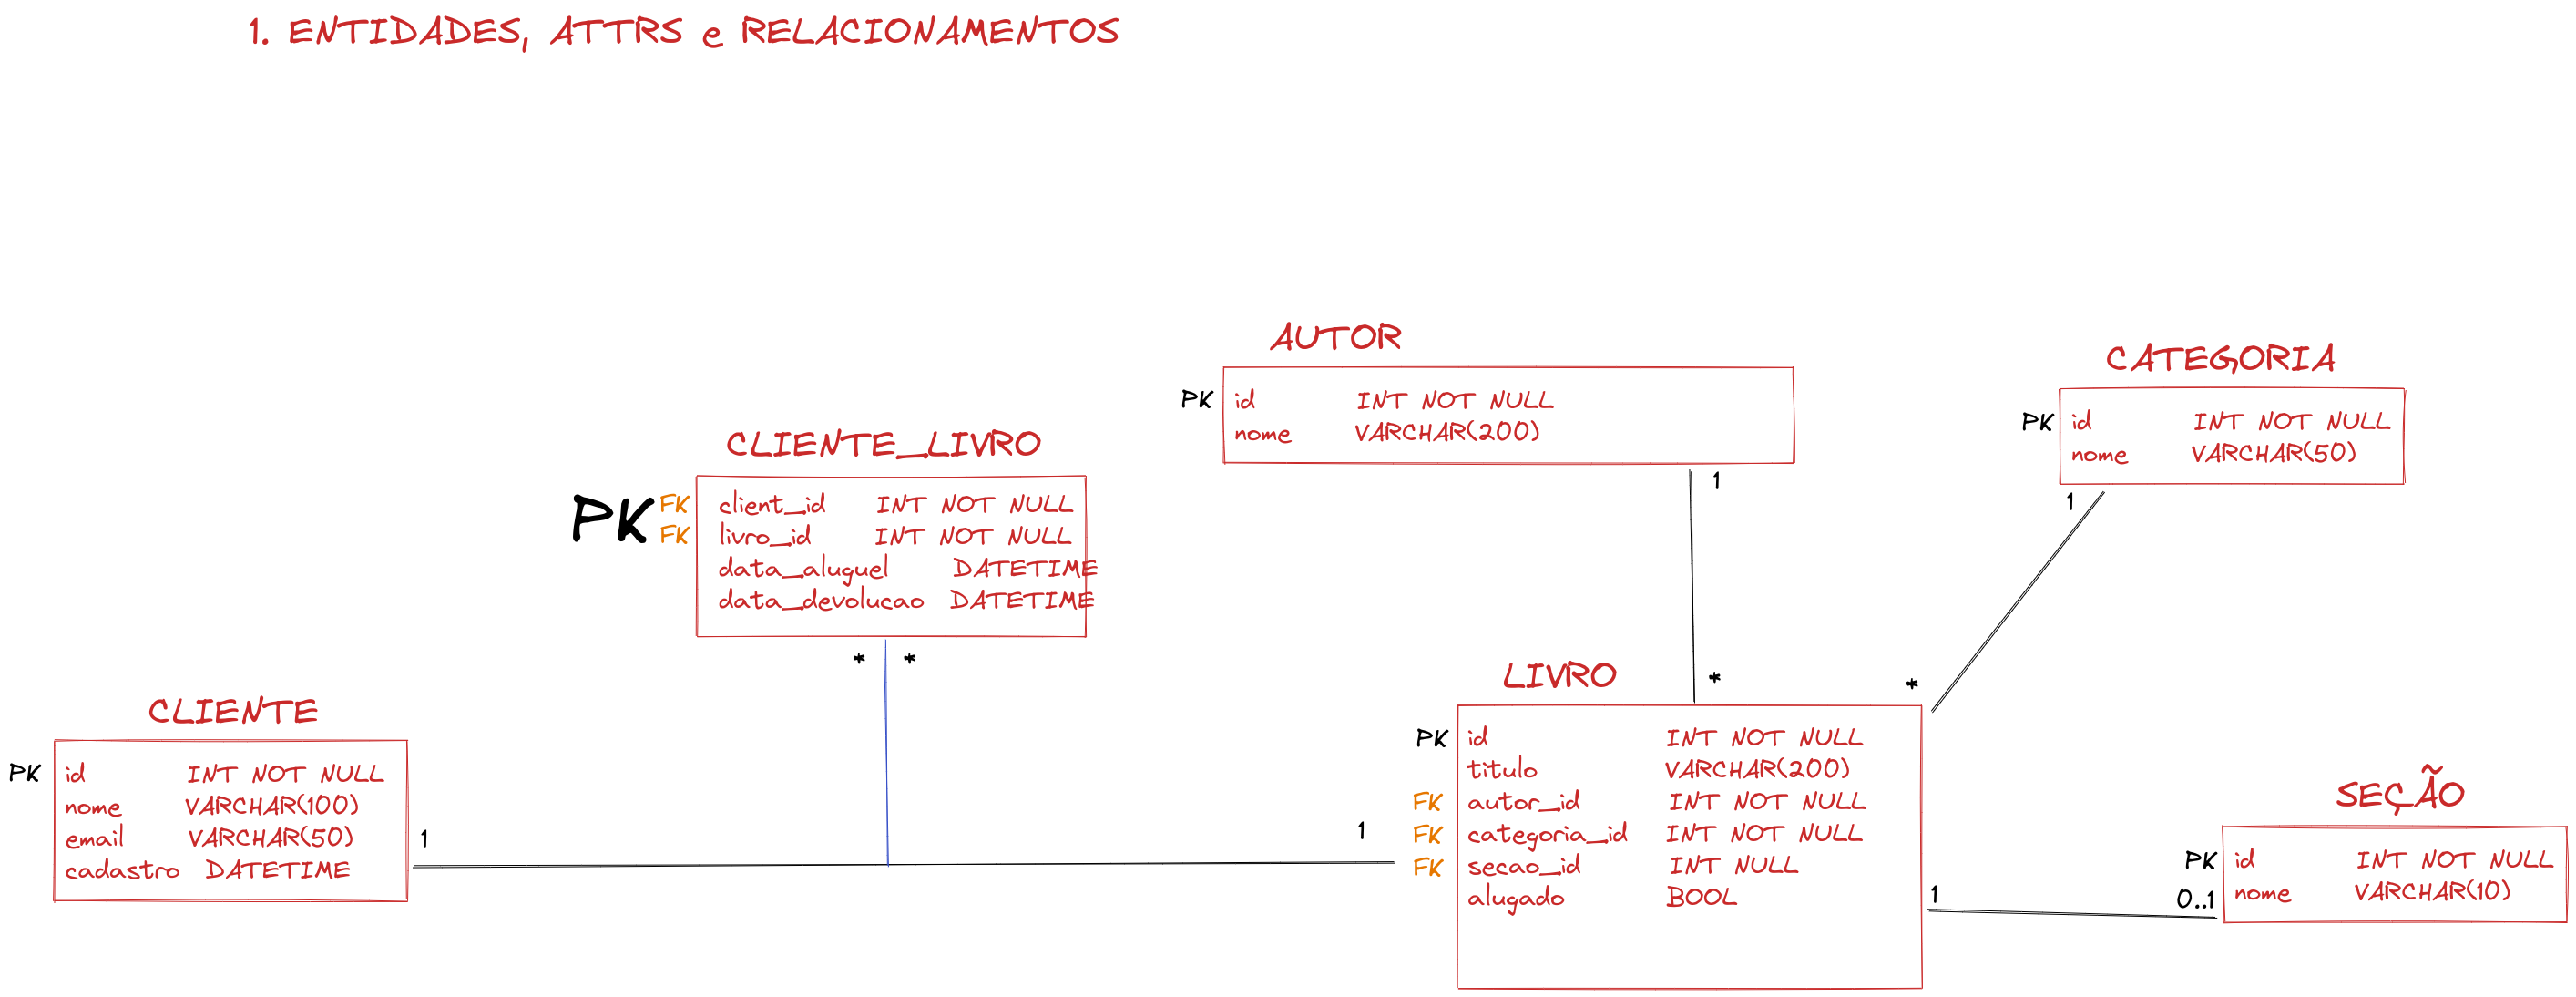 1. ENTIDADES, ATTRS e RELACIONAMENTOS
AUTOR
PK id INT NOT NULL
nome VARCHAR(200)
CATEGORIA
PK id INT NOT NULL
nome VARCHAR(50)
CLIENTE_LIVRO
PK FK client_id INT NOT NULL
FK livro_id INT NOT NULL
data_aluguel DATETIME
data_devolucao DATETIME
1
1
* *
*
*
CLIENTE
PK id INT NOT NULL
nome VARCHAR(100)
email VARCHAR(50)
cadastro DATETIME
1
1
LIVRO
PK id INT NOT NULL
titulo VARCHAR(200)
FK autor_id INT NOT NULL
FK categoria_id INT NOT NULL
FK secao_id INT NULL
alugado BOOL
1
0..1
SEÇÃO
PK id INT NOT NULL
nome VARCHAR(10)